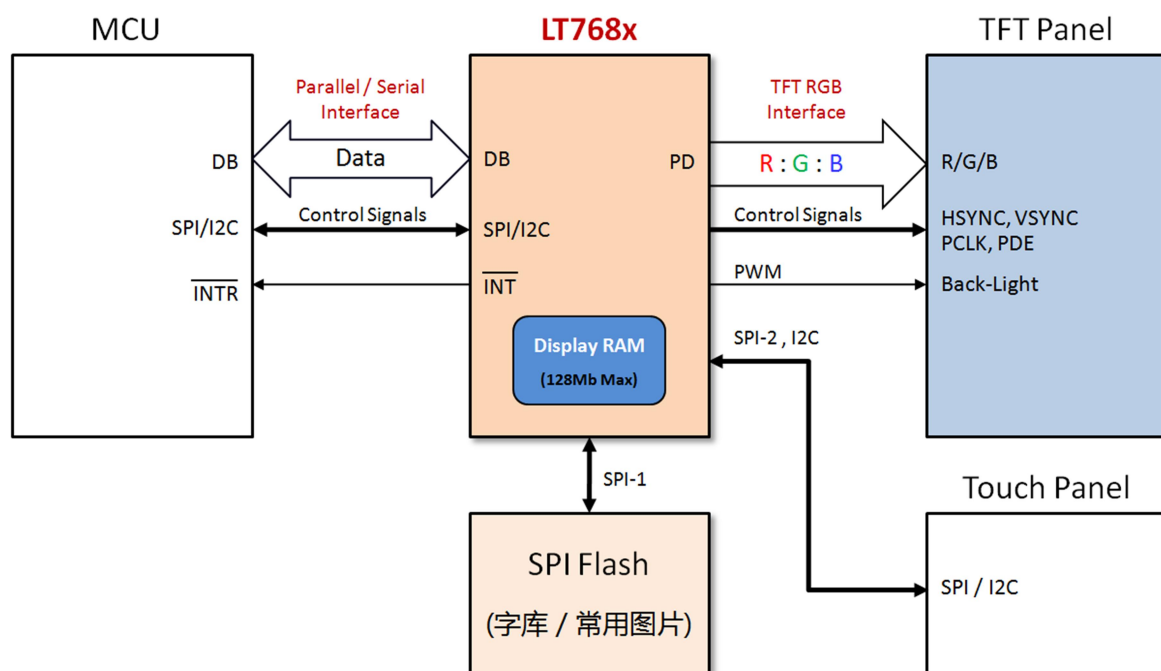 MCU
LT768x
TFT Panel
Parallel / Serial
Interface
TFT RGB
Interface
DB
Data
DB
PD
R : G : B
R/G/B
SPI/I2C
Control Signals
SPI/I2C
Control Signals
HSYNC, VSYNC
PCLK, PDE
INTR
INT
PWM
Back-Light
Display RAM
(128Mb Max)
SPI-2 , I2C
SPI-1
Touch Panel
SPI Flash
(字库 / 常用图片)
SPI / I2C